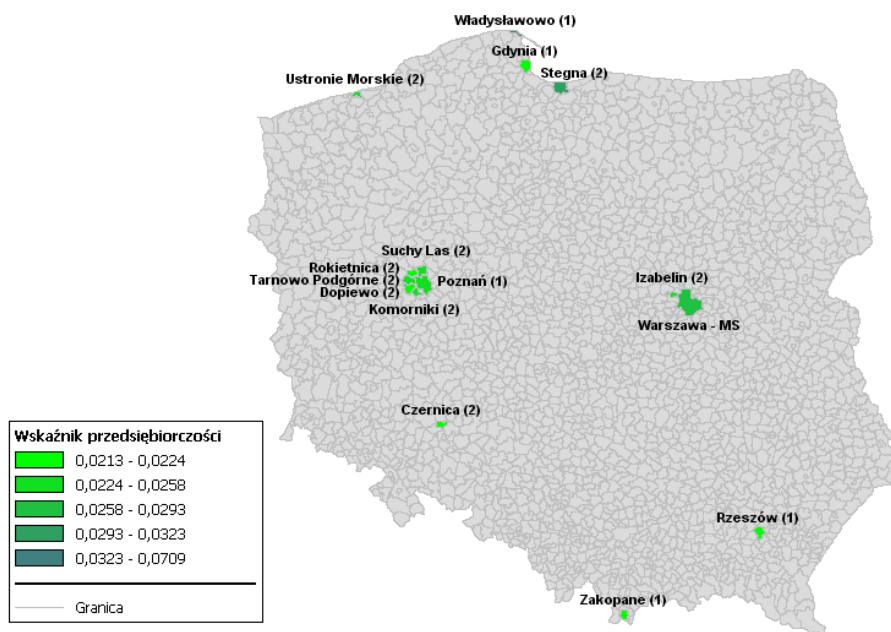 Władysławowo (1)
Gdynia (1)
Stegna (2)
Ustronie Morskie (2)
Suchy Las (2)
Rokietnica (2)
Tarnowo Podgórne (2)
Poznań (1)
Dopiewo (2)
Komorniki (2)
Izabelin (2)
Warszawa - MS
Czernica (2)
Rzeszów (1)
Zakopane (1)
Wskaźnik przedsiębiorczości
0,0213 - 0,0224
0,0224 - 0,0258
0,0258 - 0,0293
0,0293 - 0,0323
0,0323 - 0,0709
Granica